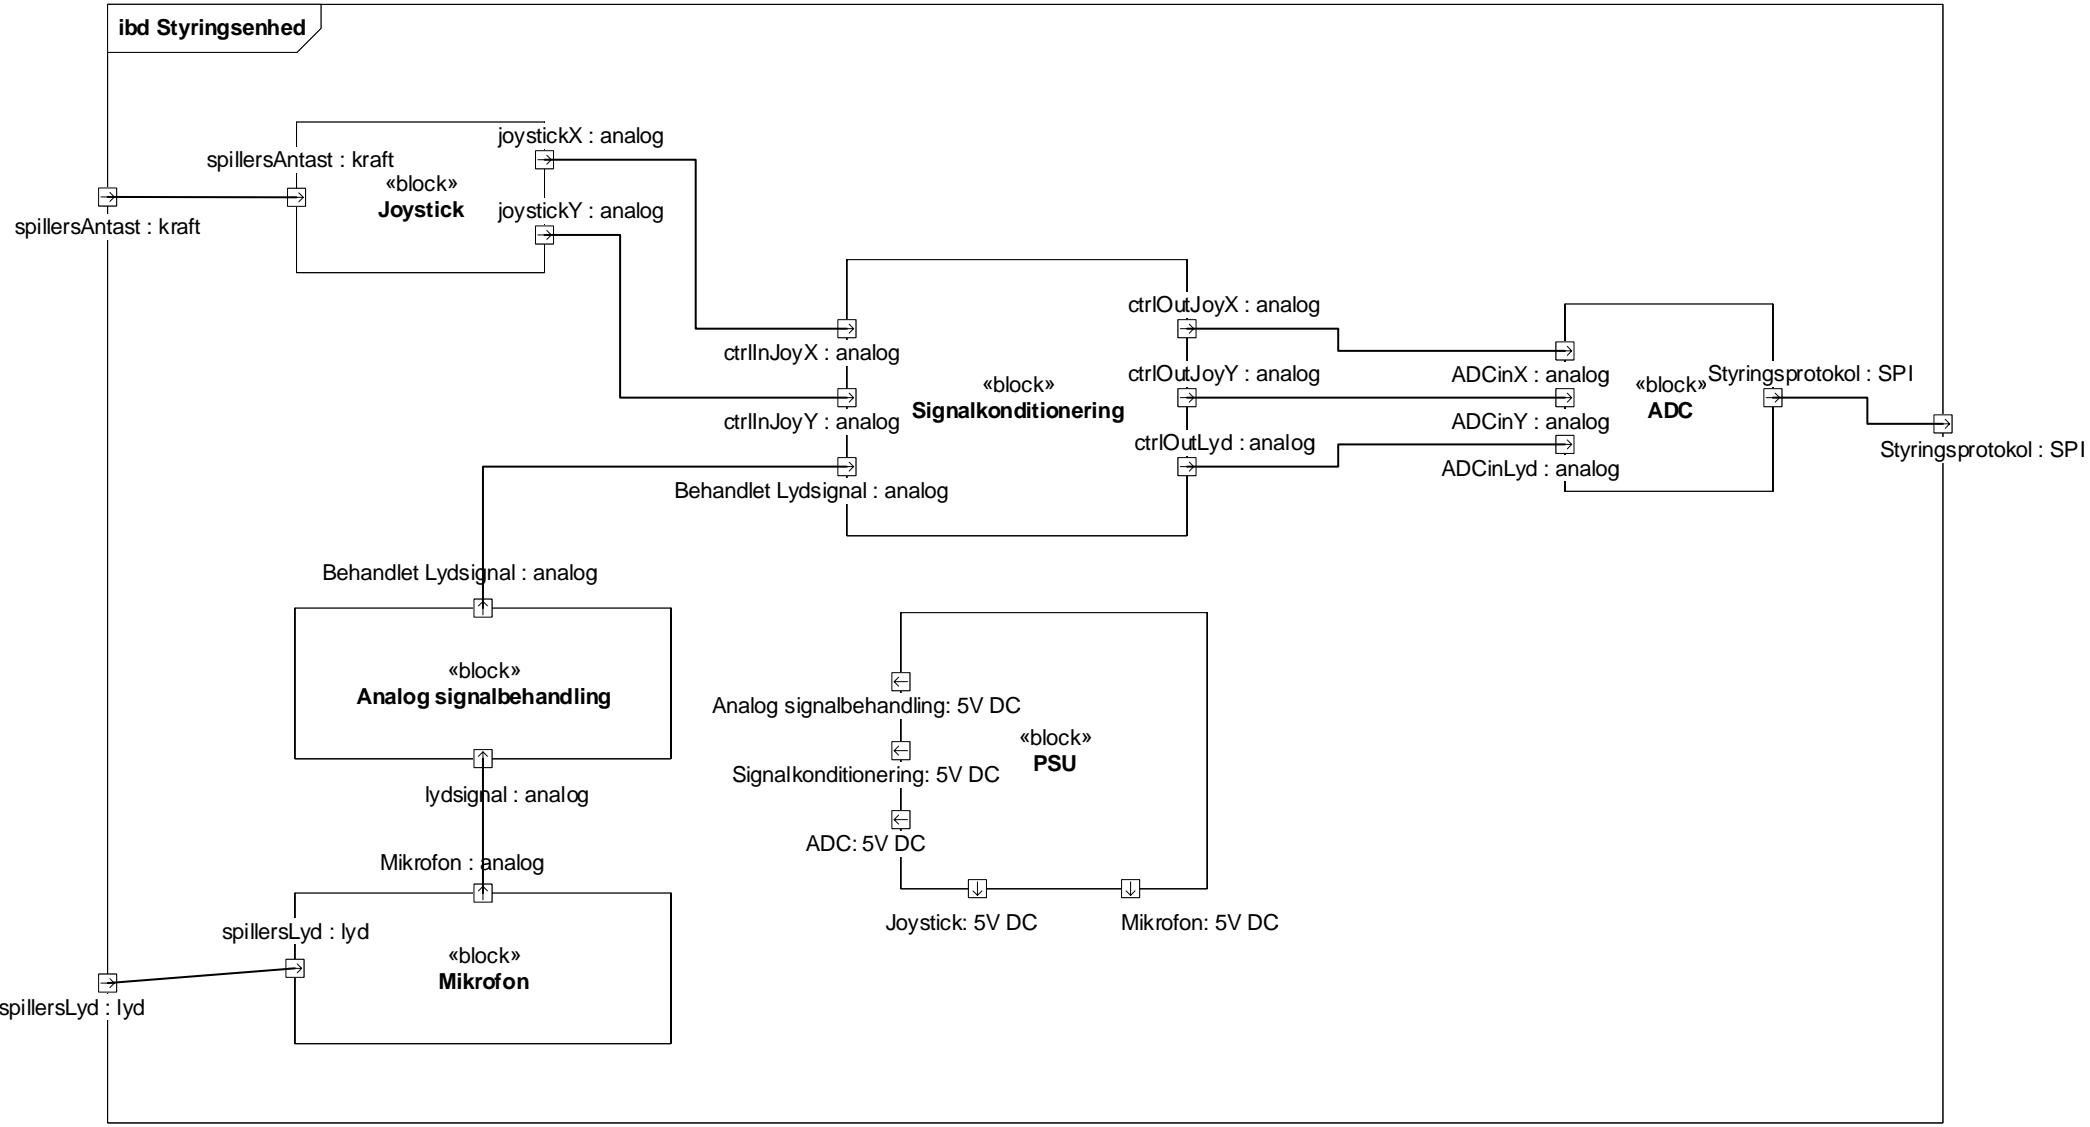 ibd Styringsenhed
joystickX : analog
spillersAntast : kraft
«block»
Joystick
joystickY : analog
spillersAntast : kraft
ctrlOutJoyX : analog
ctrlInJoyX : analog
«block»
Signalkonditionering
ctrlOutJoyY : analog
ADCinX : analog
«block»
ADC
Styringsprotokol : SPI
ctrlInJoyY : analog
ADCinY : analog
ctrlOutLyd : analog
Styringsprotokol : SPI
ADCinLyd : analog
Behandlet Lydsignal : analog
Behandlet Lydsignal : analog
«block»
Analog signalbehandling
Analog signalbehandling: 5V DC
«block»
PSU
Signalkonditionering: 5V DC
lydsignal : analog
ADC: 5V DC
Mikrofon : analog
Joystick: 5V DC
Mikrofon: 5V DC
spillersLyd : lyd
«block»
Mikrofon
spillersLyd : lyd